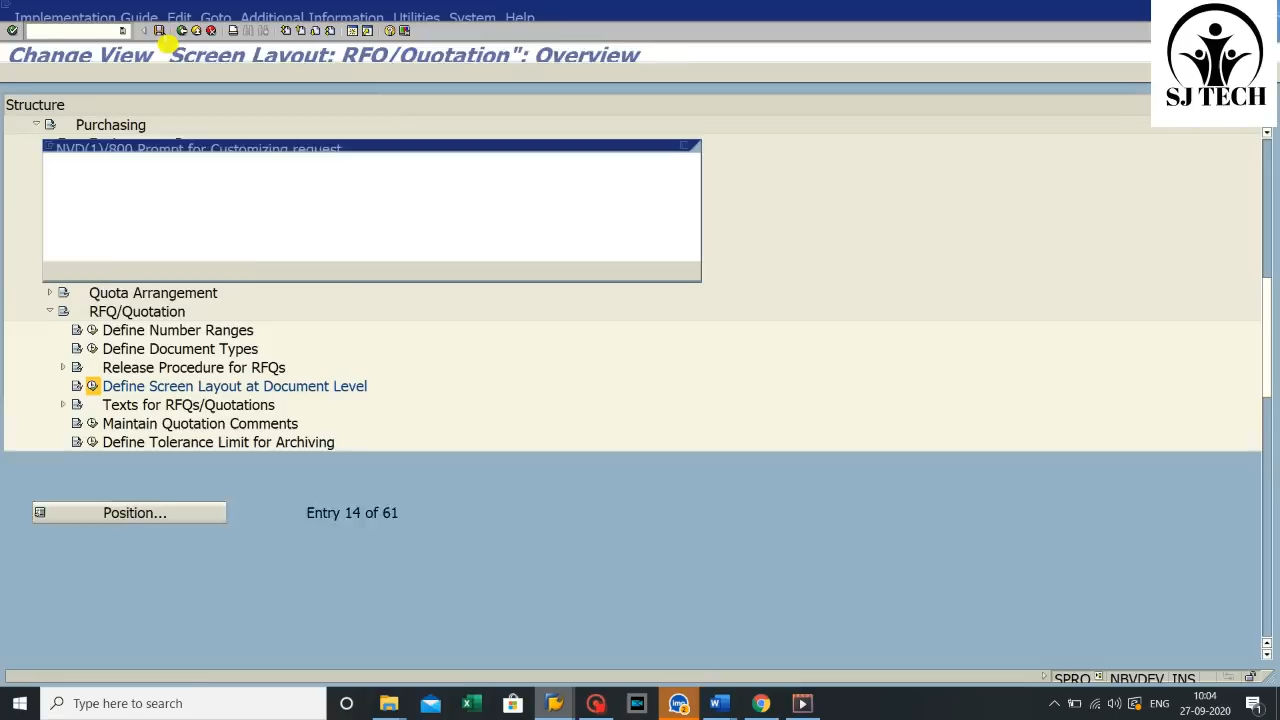 Implementation Guide Edit Goto Additional Information Utilities System Help
Change View "Screen Layout: RFQ/Quotation": Overview
SJ TECH
Structure
Purchasing
NVD(1)/800 Prompt for Customizing request
Quota Arrangement
RFQ/Quotation
Define Number Ranges
Define Document Types
Release Procedure for RFQs
Define Screen Layout at Document Level
Texts for RFQs/Quotations
Maintain Quotation Comments
Define Tolerance Limit for Archiving
Position...
Entry 14 of 61
SPRO NBVDEV INS
Type here to search
ENG
10:04
27-09-2020